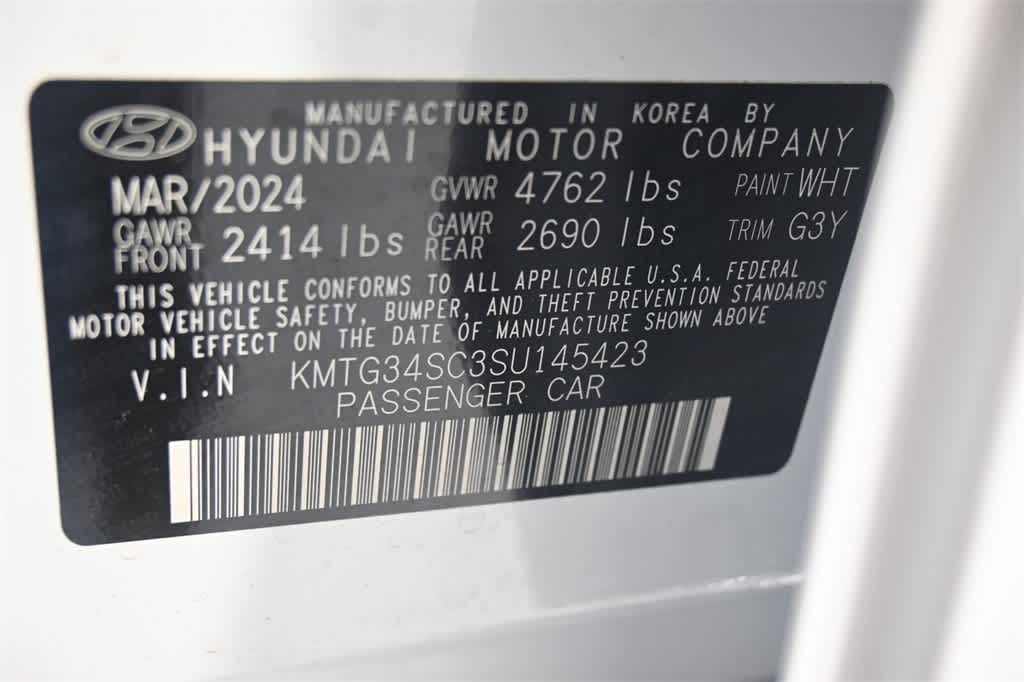 MANUFACTURED IN KOREA BY
HYUNDAI MOTOR COMPANY
MAR/2024 GVWR 4762 lbs PAINT WHT
GAWR FRONT 2414 lbs GAWR REAR 2690 lbs TRIM G3Y
THIS VEHICLE CONFORMS TO ALL APPLICABLE U.S.A. FEDERAL
MOTOR VEHICLE SAFETY, BUMPER, AND THEFT PREVENTION STANDARDS
IN EFFECT ON THE DATE OF MANUFACTURE SHOWN ABOVE
V.I.N KMTG34SC3SU145423
PASSENGER CAR